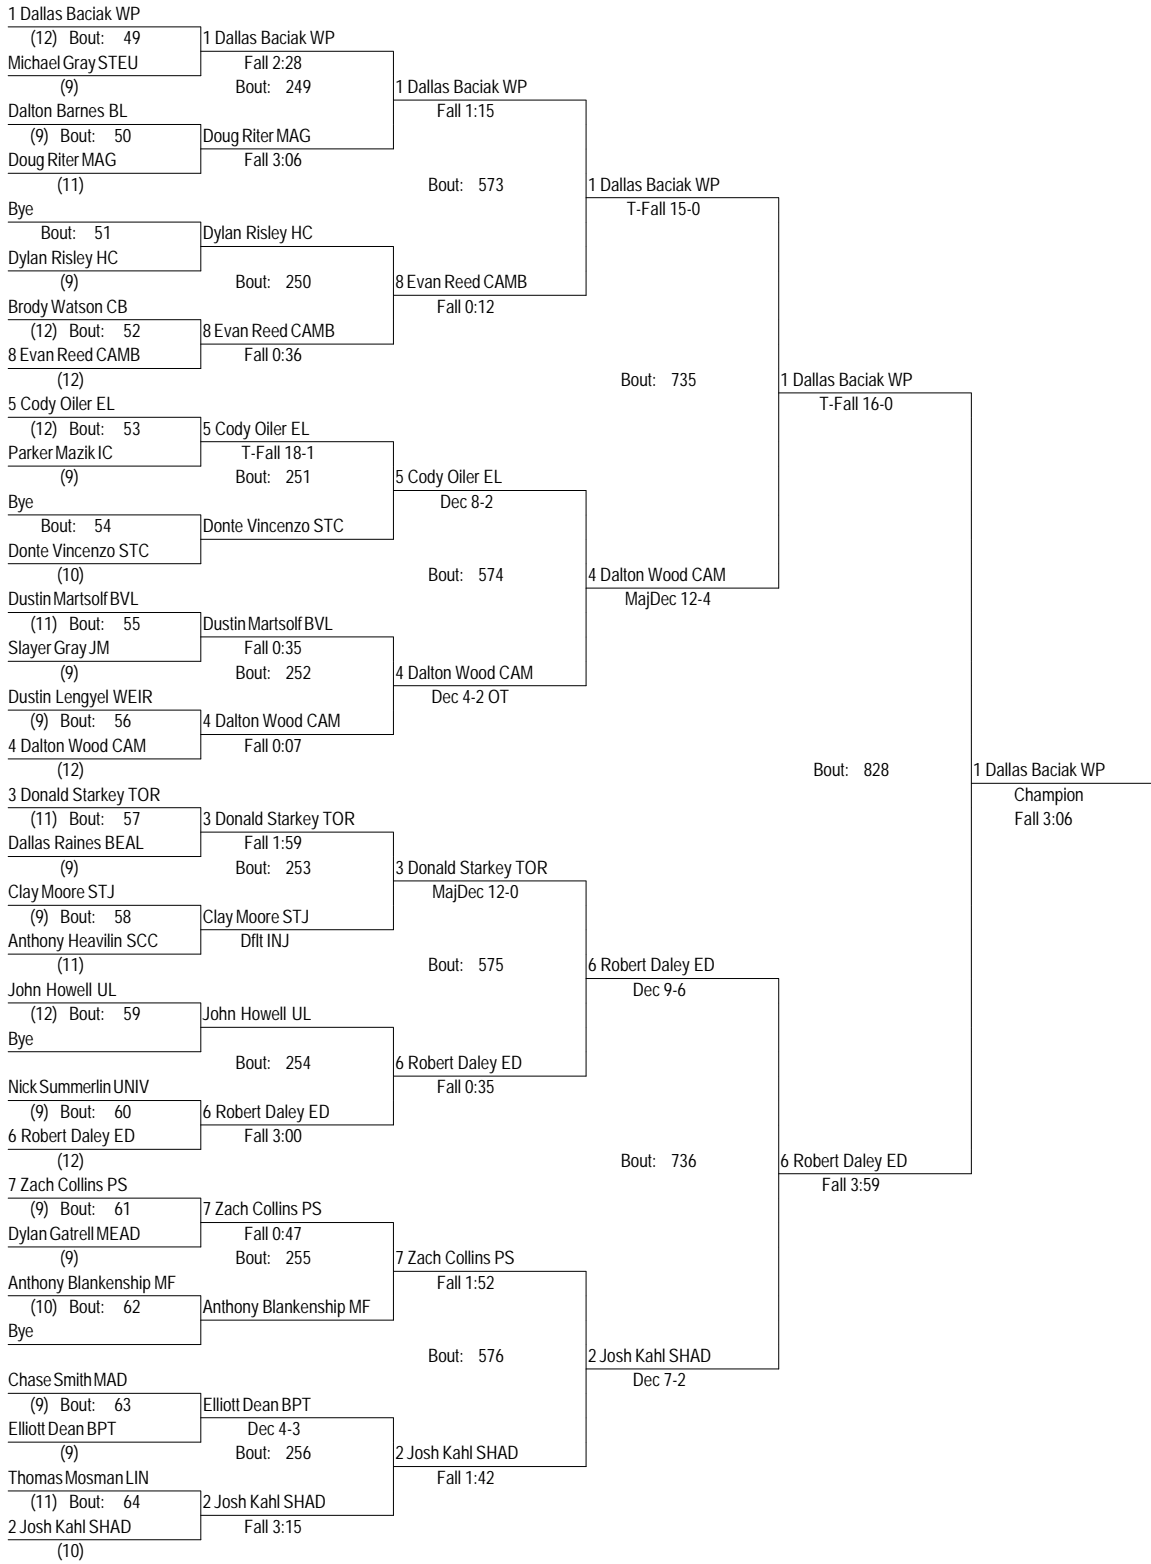 1 Dallas Baciak WP
(12) Bout: 49
Michael Gray STEU
(9)
Dalton Barnes BL
(9) Bout: 50
Doug Riter MAG
(11)
Bye
Bout: 51
Dylan Risley HC
(9)
Brody Watson CB
(12) Bout: 52
8 Evan Reed CAMB
(12)
5 Cody Oiler EL
(12) Bout: 53
Parker Mazik IC
(9)
Bye
Bout: 54
Donte Vincenzo STC
(10)
Dustin Martsolf BVL
(11) Bout: 55
Slayer Gray JM
(9)
Dustin Lengyel WEIR
(9) Bout: 56
4 Dalton Wood CAM
(12)
3 Donald Starkey TOR
(11) Bout: 57
Dallas Raines BEAL
(9)
Clay Moore STJ
(9) Bout: 58
Anthony Heavilin SCC
(11)
John Howell UL
(12) Bout: 59
Bye
Nick Summerlin UNIV
(9) Bout: 60
6 Robert Daley ED
(12)
7 Zach Collins PS
(9) Bout: 61
Dylan Gatrell MEAD
(9)
Anthony Blankenship MF
(10) Bout: 62
Bye
Chase Smith MAD
(9) Bout: 63
Elliott Dean BPT
(9)
Thomas Mosman LIN
(11) Bout: 64
2 Josh Kahl SHAD
(10)
1 Dallas Baciak WP
Fall 2:28
Bout: 249
Doug Riter MAG
Fall 3:06
Dylan Risley HC
Bout: 250
8 Evan Reed CAMB
Fall 0:36
5 Cody Oiler EL
T-Fall 18-1
Bout: 251
Donte Vincenzo STC
Dustin Martsolf BVL
Fall 0:35
Bout: 252
4 Dalton Wood CAM
Fall 0:07
3 Donald Starkey TOR
Fall 1:59
Bout: 253
Clay Moore STJ
Dflt INJ
John Howell UL
Bout: 254
6 Robert Daley ED
Fall 3:00
7 Zach Collins PS
Fall 0:47
Bout: 255
Anthony Blankenship MF
Elliott Dean BPT
Dec 4-3
Bout: 256
2 Josh Kahl SHAD
Fall 3:15
1 Dallas Baciak WP
Fall 1:15
Bout: 573
8 Evan Reed CAMB
Fall 0:12
5 Cody Oiler EL
Dec 8-2
Bout: 574
4 Dalton Wood CAM
Dec 4-2 OT
3 Donald Starkey TOR
MajDec 12-0
Bout: 575
6 Robert Daley ED
Fall 0:35
7 Zach Collins PS
Fall 1:52
Bout: 576
2 Josh Kahl SHAD
Fall 1:42
1 Dallas Baciak WP
T-Fall 15-0
Bout: 735
4 Dalton Wood CAM
MajDec 12-4
6 Robert Daley ED
Dec 9-6
Bout: 736
2 Josh Kahl SHAD
Dec 7-2
1 Dallas Baciak WP
T-Fall 16-0
Bout: 828
6 Robert Daley ED
Fall 3:59
1 Dallas Baciak WP
Champion
Fall 3:06